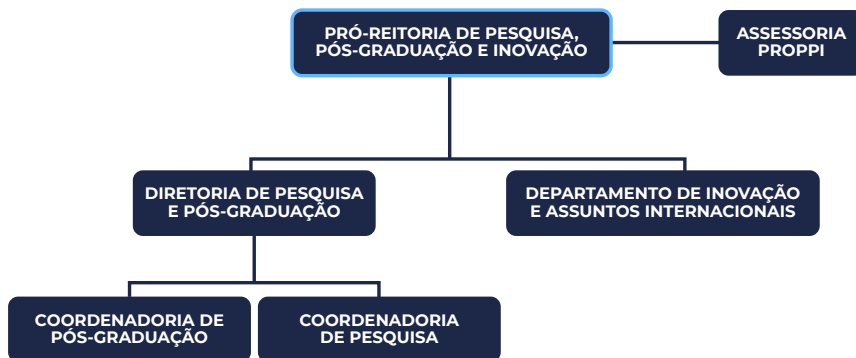 PRÓ-REITORIA DE PESQUISA,
PÓS-GRADUAÇÃO E INOVAÇÃO
ASSESSORIA
PROPPI
DIRETORIA DE PESQUISA
E PÓS-GRADUAÇÃO
DEPARTAMENTO DE INOVAÇÃO
E ASSUNTOS INTERNACIONAIS
COORDENADORIA DE
PÓS-GRADUAÇÃO
COORDENADORIA
DE PESQUISA